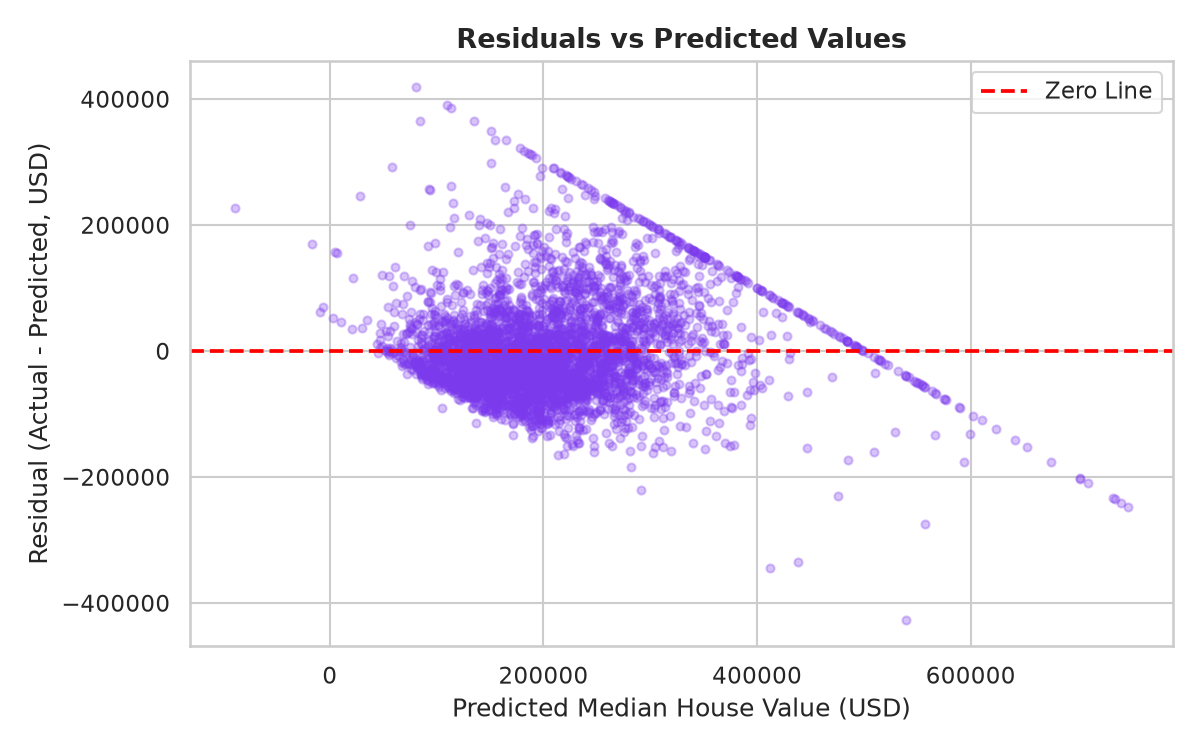 Residuals vs Predicted Values
Zero Line
Residual (Actual - Predicted, USD)
400000
200000
0
−200000
−400000
0
200000
400000
600000
Predicted Median House Value (USD)